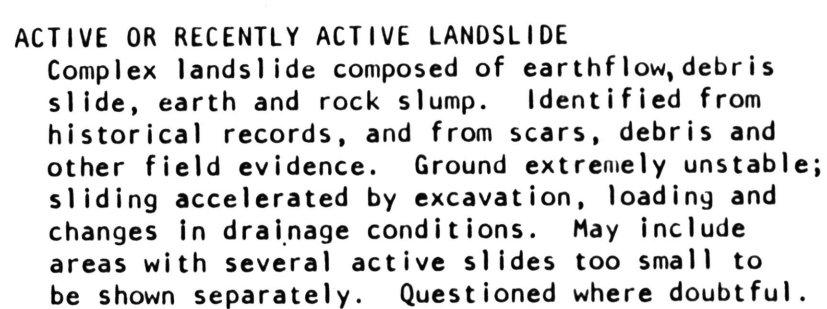 ACTIVE OR RECENTLY ACTIVE LANDSLIDE
Complex landslide composed of earthflow, debris
slide, earth and rock slump. Identified from
historical records, and from scars, debris and
other field evidence. Ground extremely unstable;
sliding accelerated by excavation, loading and
changes in drainage conditions. May include
areas with several active slides too small to
be shown separately. Questioned where doubtful.